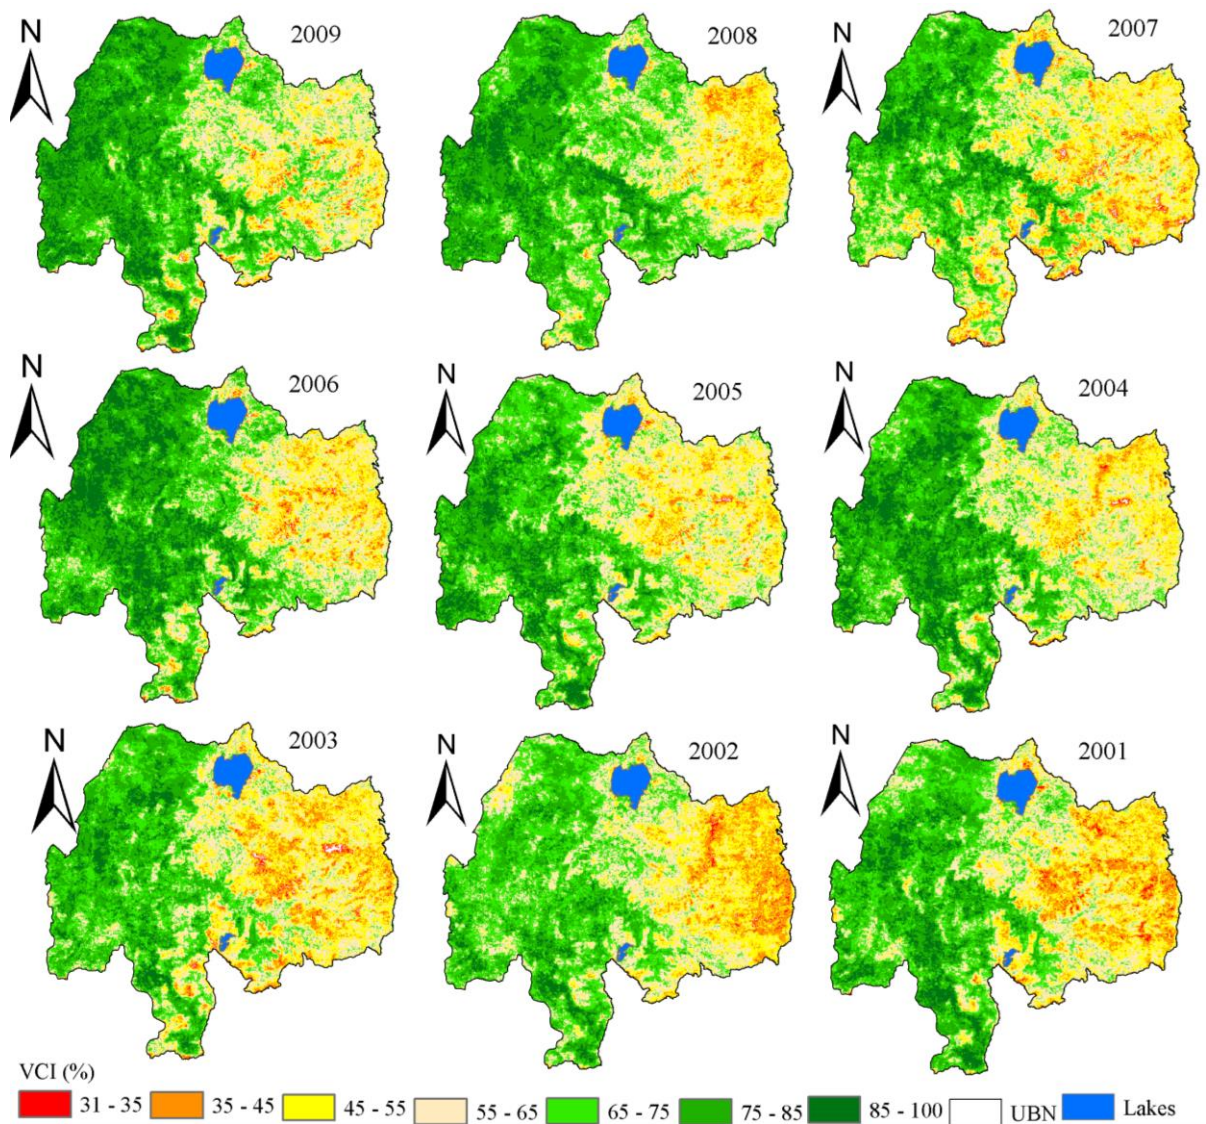 N 2009 2008 N 2007
N 2006 N 2005 N 2004
N 2003 N 2002 N 2001
VCI (%)
31 - 35 35 - 45 45 - 55 55 - 65 65 - 75 75 - 85 85 - 100 UBN Lakes